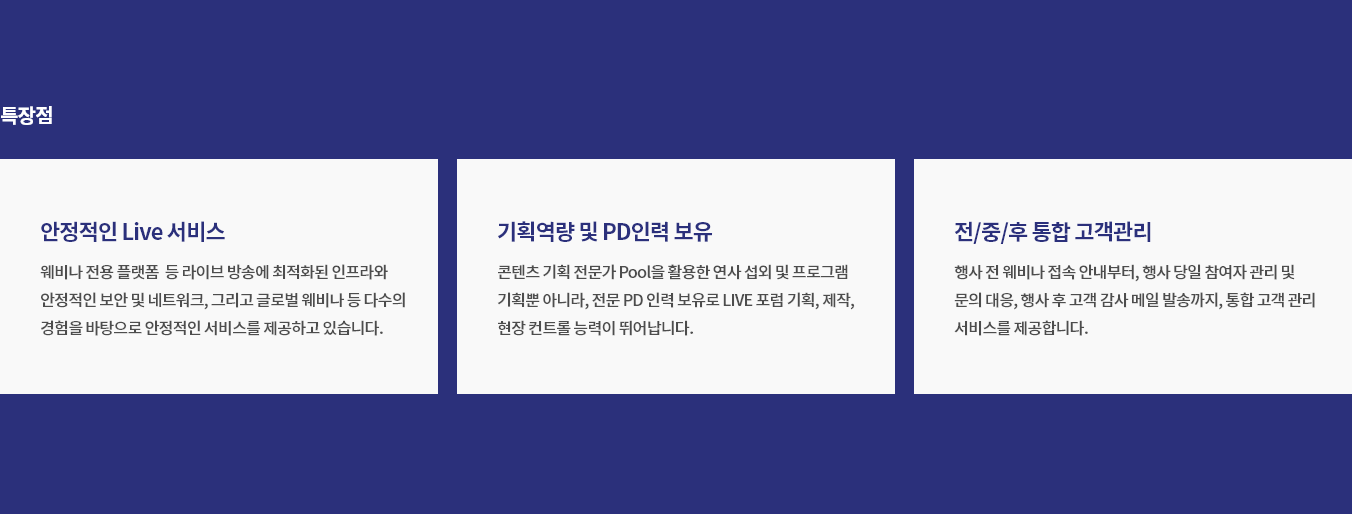 특장점
안정적인 Live 서비스
웨비나 전용 플랫폼 등 라이브 방송에 최적화된 인프라와
안정적인 보안 및 네트워크, 그리고 글로벌 웨비나 등 다수의
경험을 바탕으로 안정적인 서비스를 제공하고 있습니다.
기획역량 및 PD인력 보유
콘텐츠 기획 전문가 Pool을 활용한 연사 섭외 및 프로그램
기획뿐 아니라, 전문 PD 인력 보유로 LIVE 포럼 기획, 제작,
현장 컨트롤 능력이 뛰어납니다.
전/중/후 통합 고객관리
행사 전 웨비나 접속 안내부터, 행사 당일 참여자 관리 및
문의 대응, 행사 후 고객 감사 메일 발송까지, 통합 고객 관리
서비스를 제공합니다.